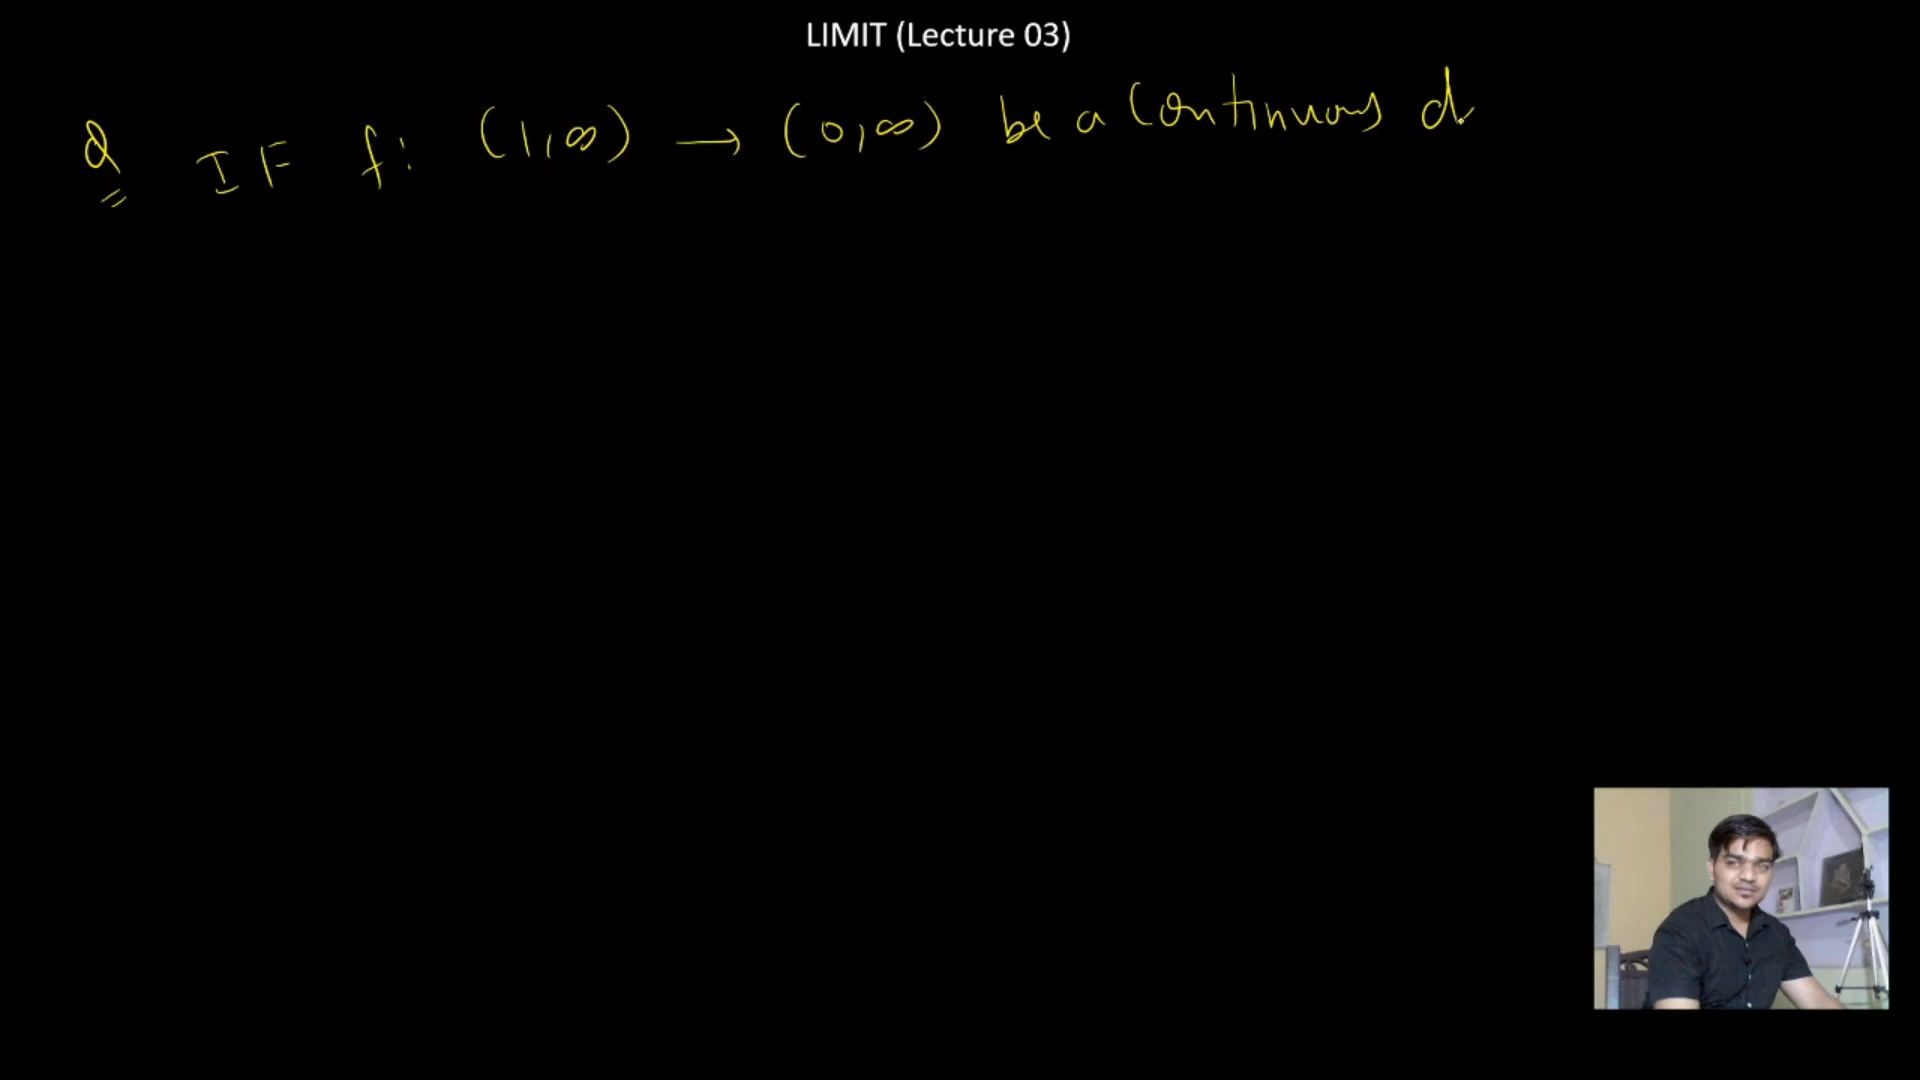 LIMIT (Lecture 03)
Q IF f: (1,∞) → (0,∞) be a Continuous d